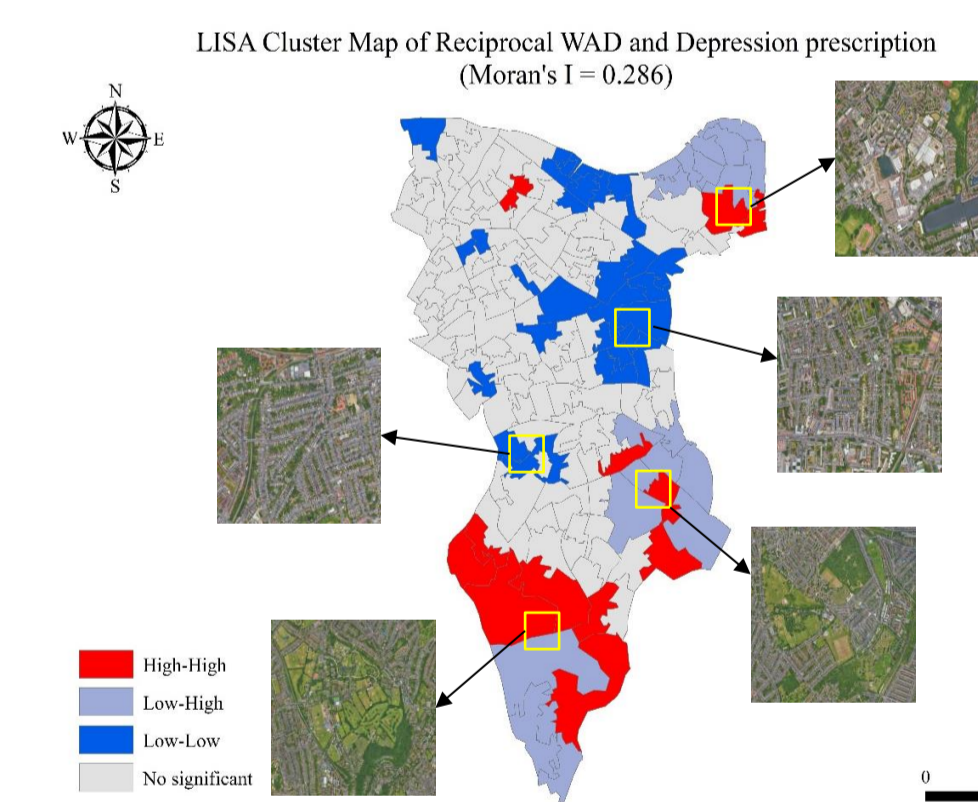 LISA Cluster Map of Reciprocal WAD and Depression prescription
(Moran's I = 0.286)
N
W
E
S
High-High
Low-High
Low-Low
No significant
0